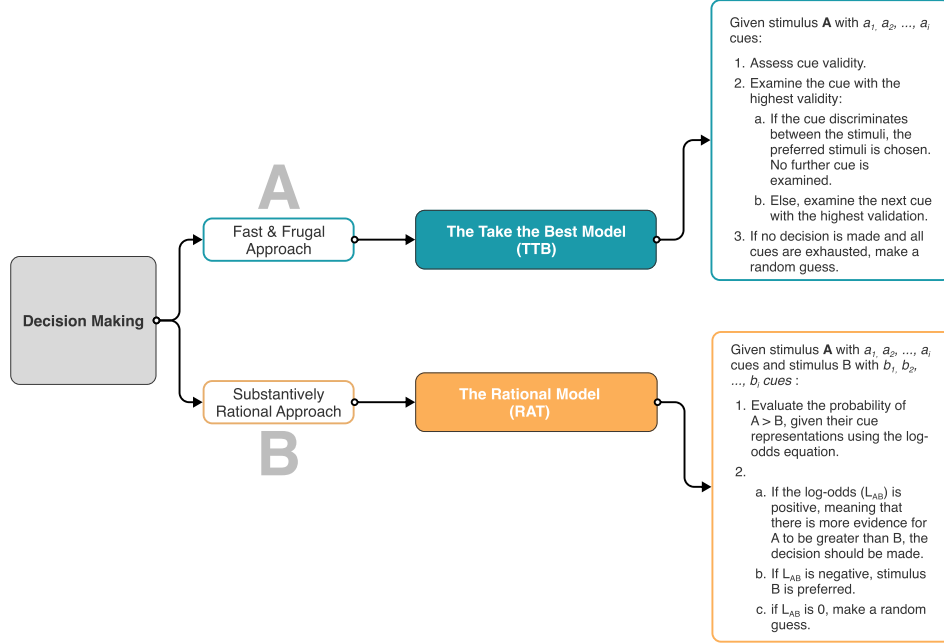 Decision Making
A
Fast & Frugal
Approach
The Take the Best Model
(TTB)
Given stimulus A with a1, a2, ..., ai
cues:
1. Assess cue validity.
2. Examine the cue with the
highest validity:
a. If the cue discriminates
between the stimuli, the
preferred stimuli is chosen.
No further cue is
examined.
b. Else, examine the next cue
with the highest validation.
3. If no decision is made and all
cues are exhausted, make a
random guess.
Substantively
Rational Approach
B
The Rational Model
(RAT)
Given stimulus A with a1, a2, ..., ai
cues and stimulus B with b1, b2,
..., bi cues :
1. Evaluate the probability of
A > B, given their cue
representations using the log-
odds equation.
2.
a. If the log-odds (LAB) is
positive, meaning that
there is more evidence for
A to be greater than B, the
decision should be made.
b. If LAB is negative, stimulus
B is preferred.
c. if LAB is 0, make a random
guess.